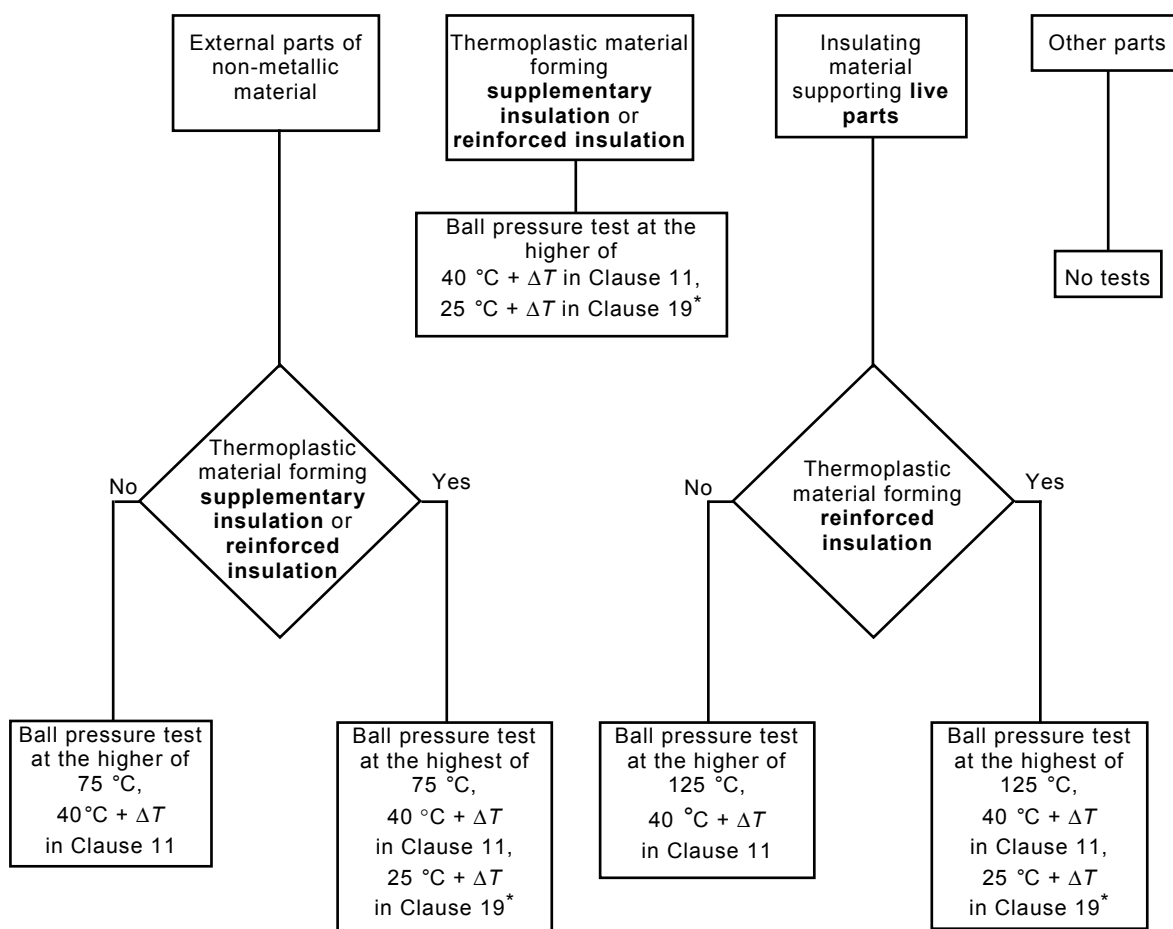 External parts of
non-metallic
material
Thermoplastic material
forming
supplementary
insulation or
reinforced insulation
Insulating
material
supporting live
parts
Other parts
Ball pressure test at the
higher of
40 °C + ΔT in Clause 11,
25 °C + ΔT in Clause 19*
No tests
Thermoplastic
material forming
supplementary
insulation or
reinforced
insulation
No
Yes
Thermoplastic
material forming
reinforced
insulation
No
Yes
Ball pressure test
at the higher of
75 °C,
40°C + ΔT
in Clause 11
Ball pressure test
at the highest of
75 °C,
40 °C + ΔT
in Clause 11,
25 °C + ΔT
in Clause 19*
Ball pressure test
at the higher of
125 °C,
40 °C + ΔT
in Clause 11
Ball pressure test
at the highest of
125 °C,
40 °C + ΔT
in Clause 11,
25 °C + ΔT
in Clause 19*